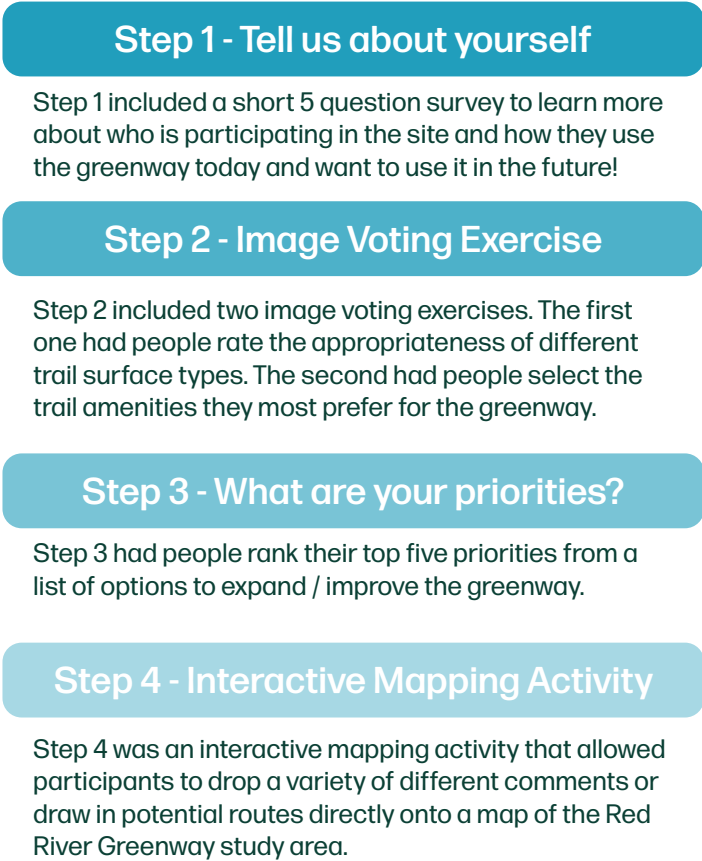 Step 1 - Tell us about yourself
Step 1 included a short 5 question survey to learn more
about who is participating in the site and how they use
the greenway today and want to use it in the future!
Step 2 - Image Voting Exercise
Step 2 included two image voting exercises. The first
one had people rate the appropriateness of different
trail surface types. The second had people select the
trail amenities they most prefer for the greenway.
Step 3 - What are your priorities?
Step 3 had people rank their top five priorities from a
list of options to expand / improve the greenway.
Step 4 - Interactive Mapping Activity
Step 4 was an interactive mapping activity that allowed
participants to drop a variety of different comments or
draw in potential routes directly onto a map of the Red
River Greenway study area.